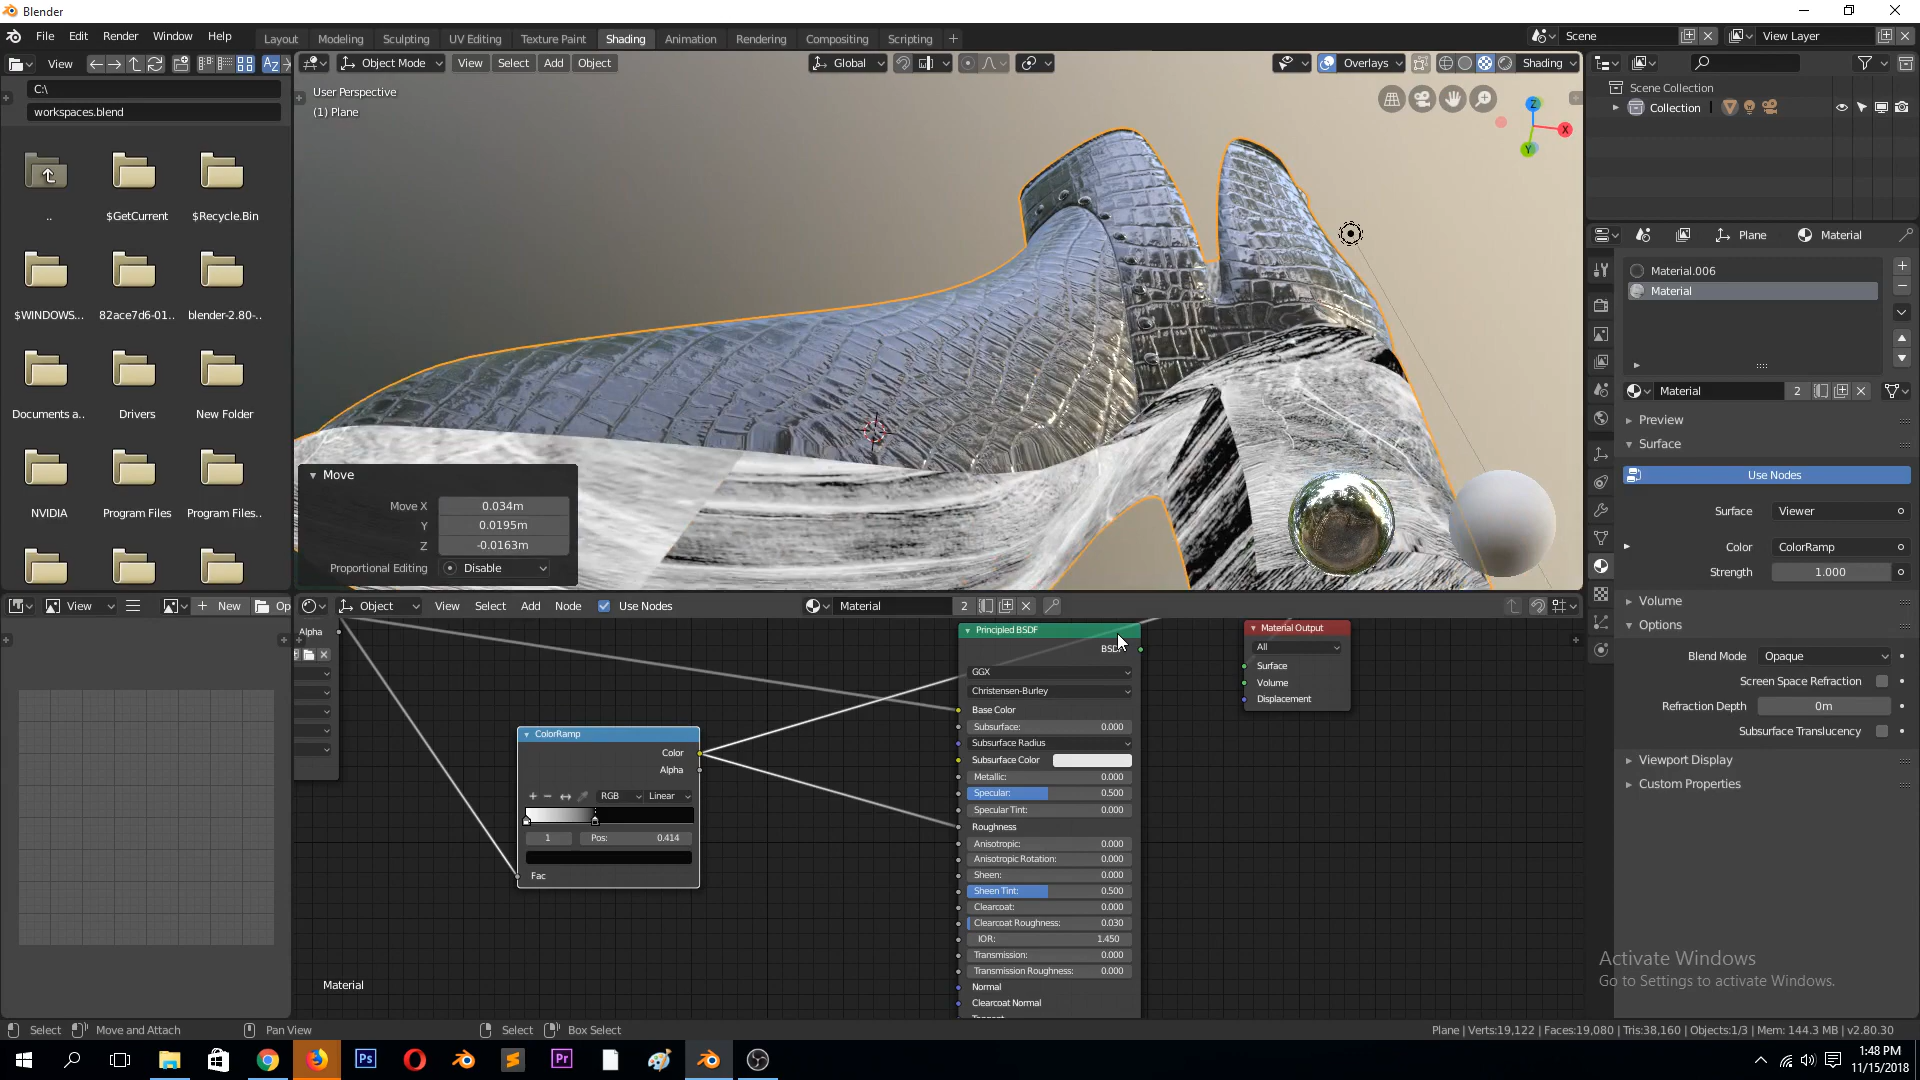 Blender
File Edit Render Window Help
Layout Modeling Sculpting UV Editing Texture Paint Shading Animation Rendering Compositing Scripting
Scene
View Layer
View
Object Mode View Select Add Object
Global
Overlays
Shading
C:\
workspaces.blend
User Perspective
(1) Plane
Z
X
Y
Scene Collection
Collection
Plane Material
.. $GetCurrent $Recycle.Bin
$WINDOWS... 82ace7d6-01.. blender-2.80-..
Documents a.. Drivers New Folder
NVIDIA Program Files Program Files..
Move
Move X 0.034m
Y 0.0195m
Z -0.0163m
Proportional Editing Disable
Material.006
Material
Material 2
Preview
Surface
Use Nodes
Surface Viewer
Color ColorRamp
Strength 1.000
Volume
Options
Blend Mode Opaque
Screen Space Refraction
Refraction Depth 0m
Subsurface Translucency
Viewport Display
Custom Properties
View New Op
Object View Select Add Node Use Nodes Material 2
Alpha
ColorRamp
Color
Alpha
RGB Linear
1 Pos: 0.414
Fac
Principled BSDF
BSDF
GGX
Christensen-Burley
Base Color
Subsurface: 0.000
Subsurface Radius
Subsurface Color
Metallic: 0.000
Specular: 0.500
Specular Tint: 0.000
Roughness
Anisotropic: 0.000
Anisotropic Rotation: 0.000
Sheen: 0.000
Sheen Tint: 0.500
Clearcoat: 0.000
Clearcoat Roughness: 0.030
IOR: 1.450
Transmission: 0.000
Transmission Roughness: 0.000
Normal
Clearcoat Normal
Material Output
All
Surface
Volume
Displacement
Material
Activate Windows
Go to Settings to activate Windows.
Select Move and Attach Pan View Select Box Select
Plane | Verts:19,122 | Faces:19,080 | Tris:38,160 | Objects:1/3 | Mem: 144.3 MB | v2.80.30
Ps
Pr
1:48 PM
11/15/2018